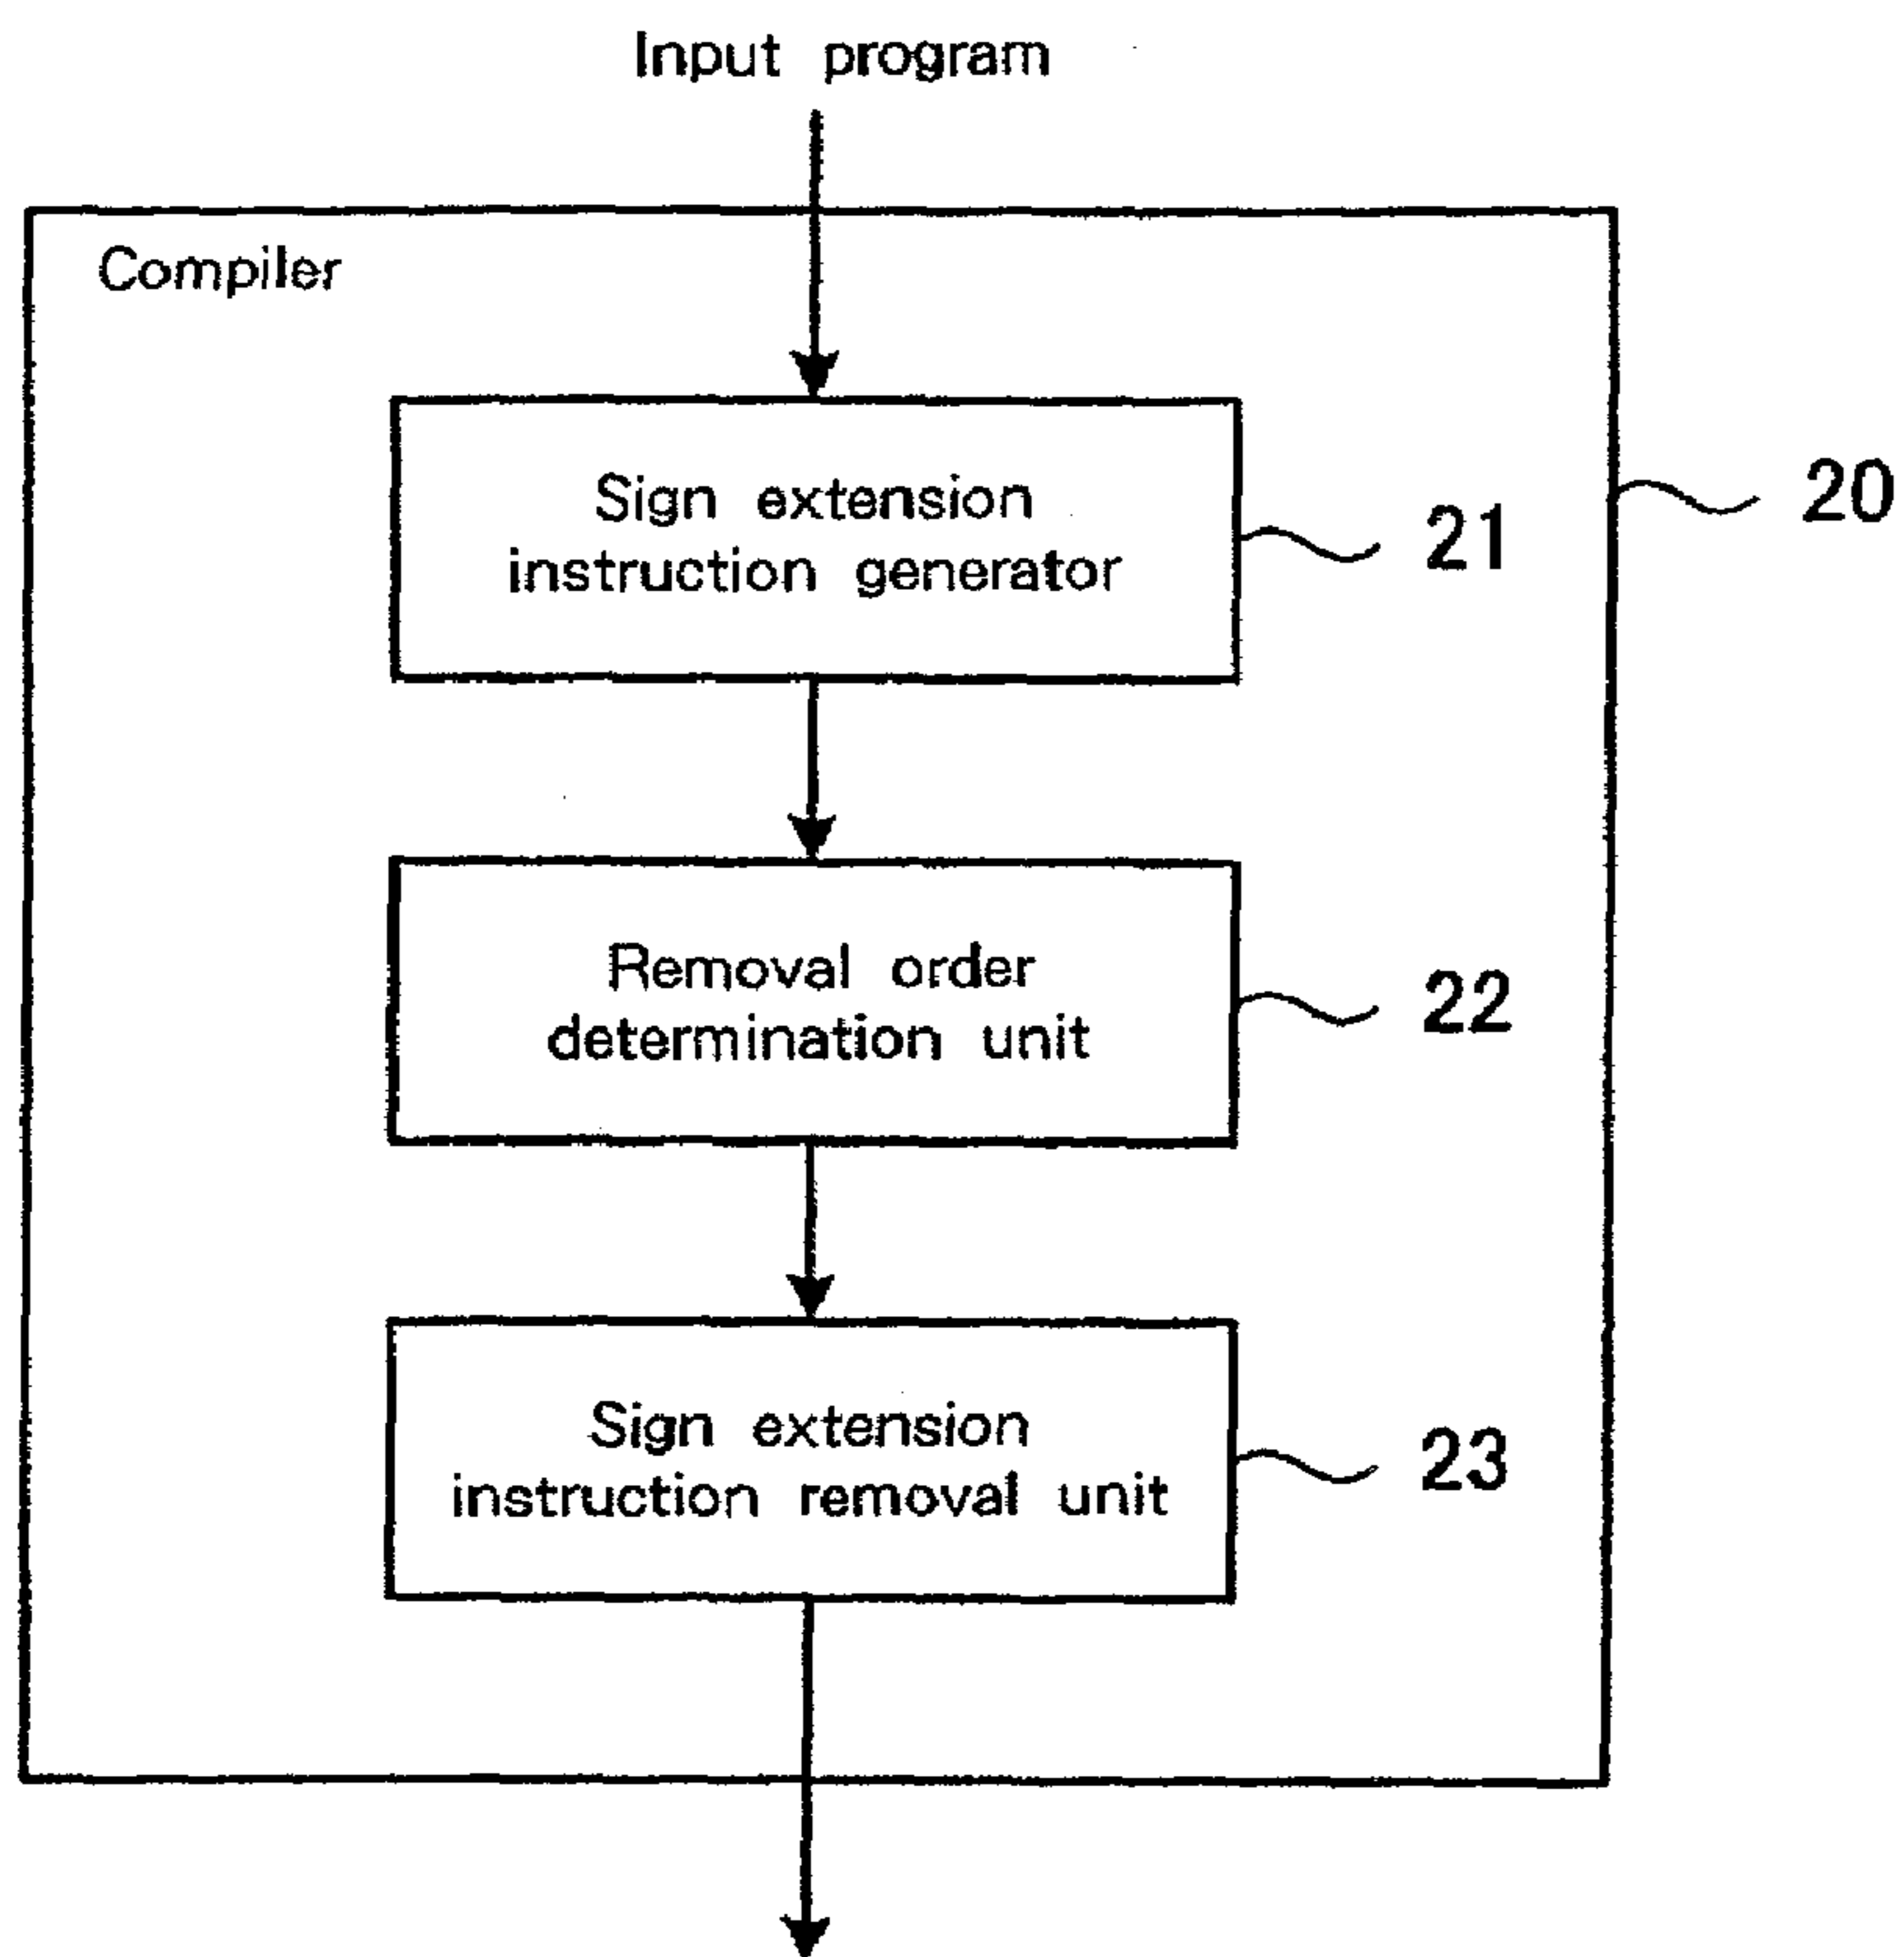 Input program
Compiler
20
Sign extension
instruction generator
21
Removal order
determination unit
22
Sign extension
instruction removal unit
23